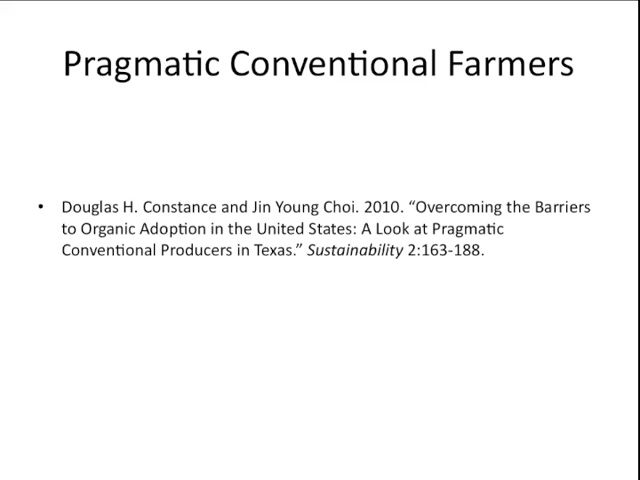 Pragmatic Conventional Farmers
• Douglas H. Constance and Jin Young Choi. 2010. “Overcoming the Barriers
to Organic Adoption in the United States: A Look at Pragmatic
Conventional Producers in Texas.” Sustainability 2:163-188.